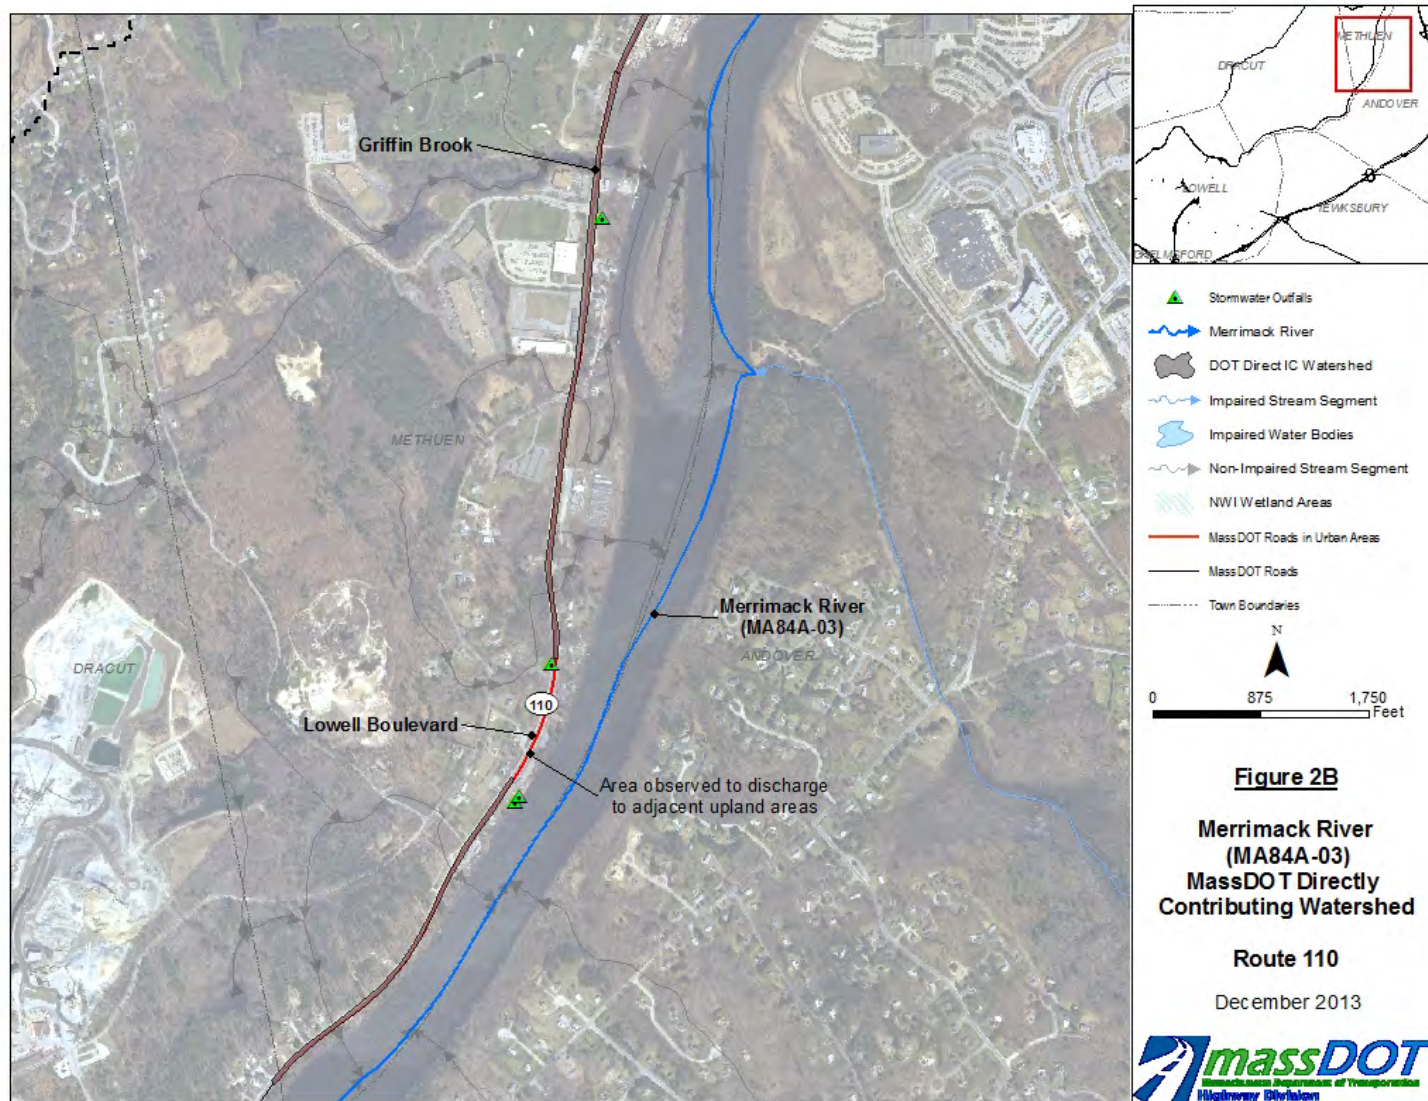 Griffin Brook
METHUEN
Merrimack River
(MA84A-03)
ANDOVER
DRACUT
110
Lowell Boulevard
Area observed to discharge
to adjacent upland areas
METHUEN
DRACUT
ANDOVER
LOWELL
TEWKSBURY
Stormwater Outfalls
Merrimack River
DOT Direct IC Watershed
Impaired Stream Segment
Impaired Water Bodies
Non-Impaired Stream Segment
NWI Wetland Areas
MassDOT Roads in Urban Areas
MassDOT Roads
Town Boundaries
N
0 875 1,750
Feet
Figure 2B
Merrimack River
(MA84A-03)
MassDOT Directly
Contributing Watershed
Route 110
December 2013
massDOT
Massachusetts Department of Transportation
Highway Division